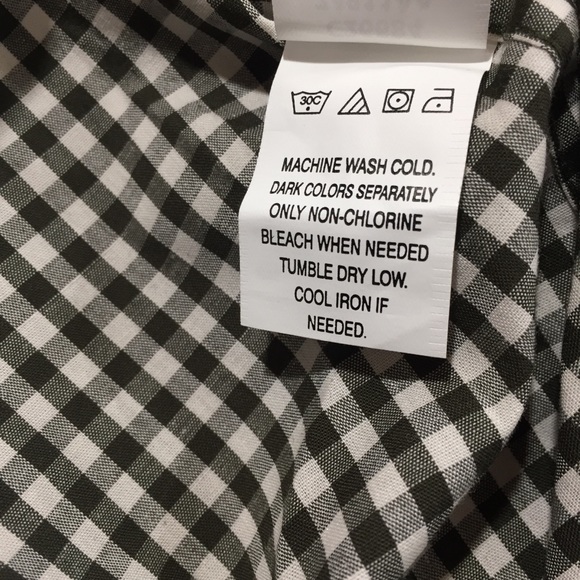 30C
MACHINE WASH COLD.
DARK COLORS SEPARATELY
ONLY NON-CHLORINE
BLEACH WHEN NEEDED
TUMBLE DRY LOW.
COOL IRON IF
NEEDED.